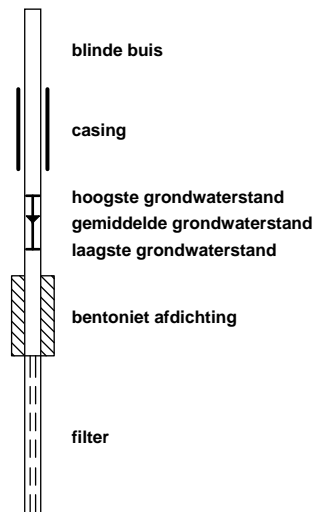 blinde buis
casing
hoogste grondwaterstand
gemiddelde grondwaterstand
laagste grondwaterstand
bentoniet afdichting
filter